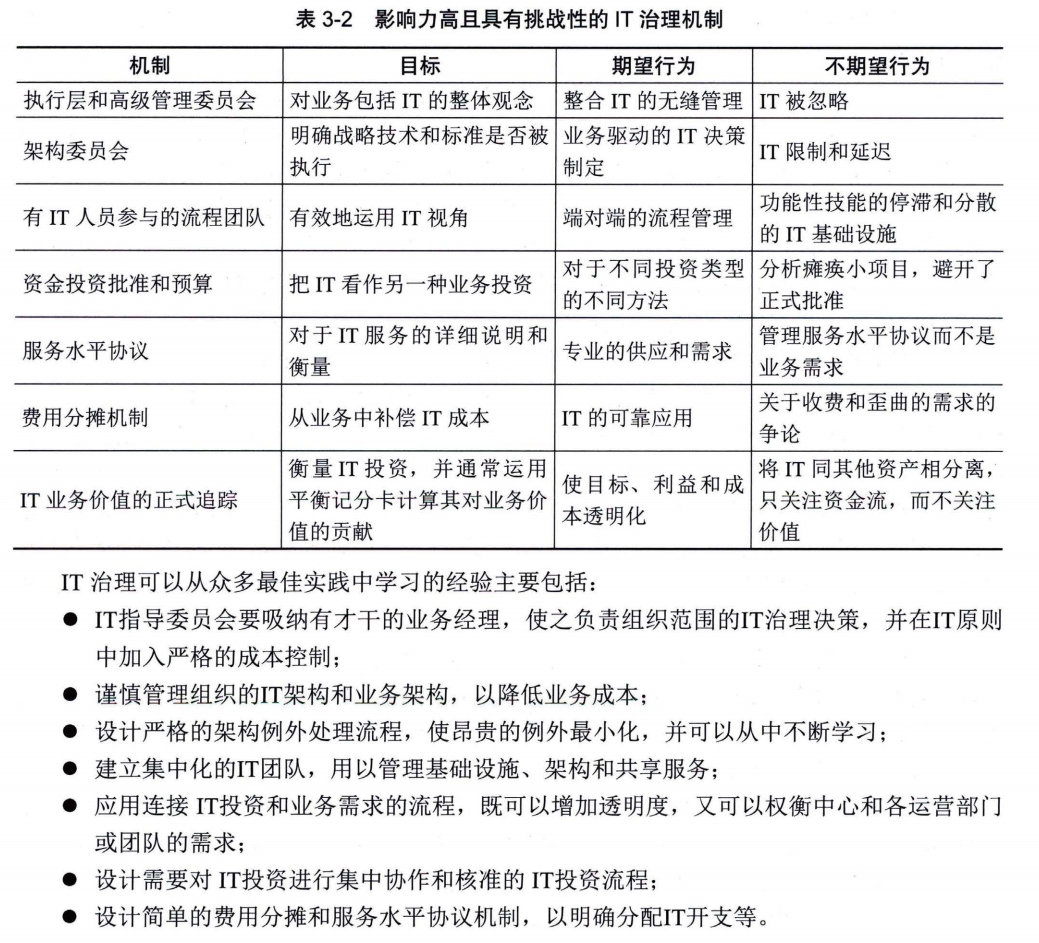 表 3-2 影响力高且具有挑战性的 IT 治理机制
机制 目标 期望行为 不期望行为
执行层和高级管理委员会 对业务包括 IT 的整体观念 整合 IT 的无缝管理 IT 被忽略
架构委员会 明确战略技术和标准是否被执行 业务驱动的 IT 决策制定 IT 限制和延迟
有 IT 人员参与的流程团队 有效地运用 IT 视角 端对端的流程管理 功能性技能的停滞和分散的 IT 基础设施
资金投资批准和预算 把 IT 看作另一种业务投资 对于不同投资类型的不同方法 分析瘫痪小项目，避开了正式批准
服务水平协议 对于 IT 服务的详细说明和衡量 专业的供应和需求 管理服务水平协议而不是业务需求
费用分摊机制 从业务中补偿 IT 成本 IT 的可靠应用 关于收费和歪曲的需求的争论
IT 业务价值的正式追踪 衡量 IT 投资，并通常运用平衡记分卡计算其对业务价值的贡献 使目标、利益和成本透明化 将 IT 同其他资产相分离，只关注资金流，而不关注价值
IT 治理可以从众多最佳实践中学习的经验主要包括：
● IT指导委员会要吸纳有才干的业务经理，使之负责组织范围的IT治理决策，并在IT原则
中加入严格的成本控制；
● 谨慎管理组织的IT架构和业务架构，以降低业务成本；
● 设计严格的架构例外处理流程，使昂贵的例外最小化，并可以从中不断学习；
● 建立集中化的IT团队，用以管理基础设施、架构和共享服务；
● 应用连接 IT投资和业务需求的流程，既可以增加透明度，又可以权衡中心和各运营部门
或团队的需求；
● 设计需要对 IT投资进行集中协作和核准的 IT投资流程；
● 设计简单的费用分摊和服务水平协议机制，以明确分配IT开支等。